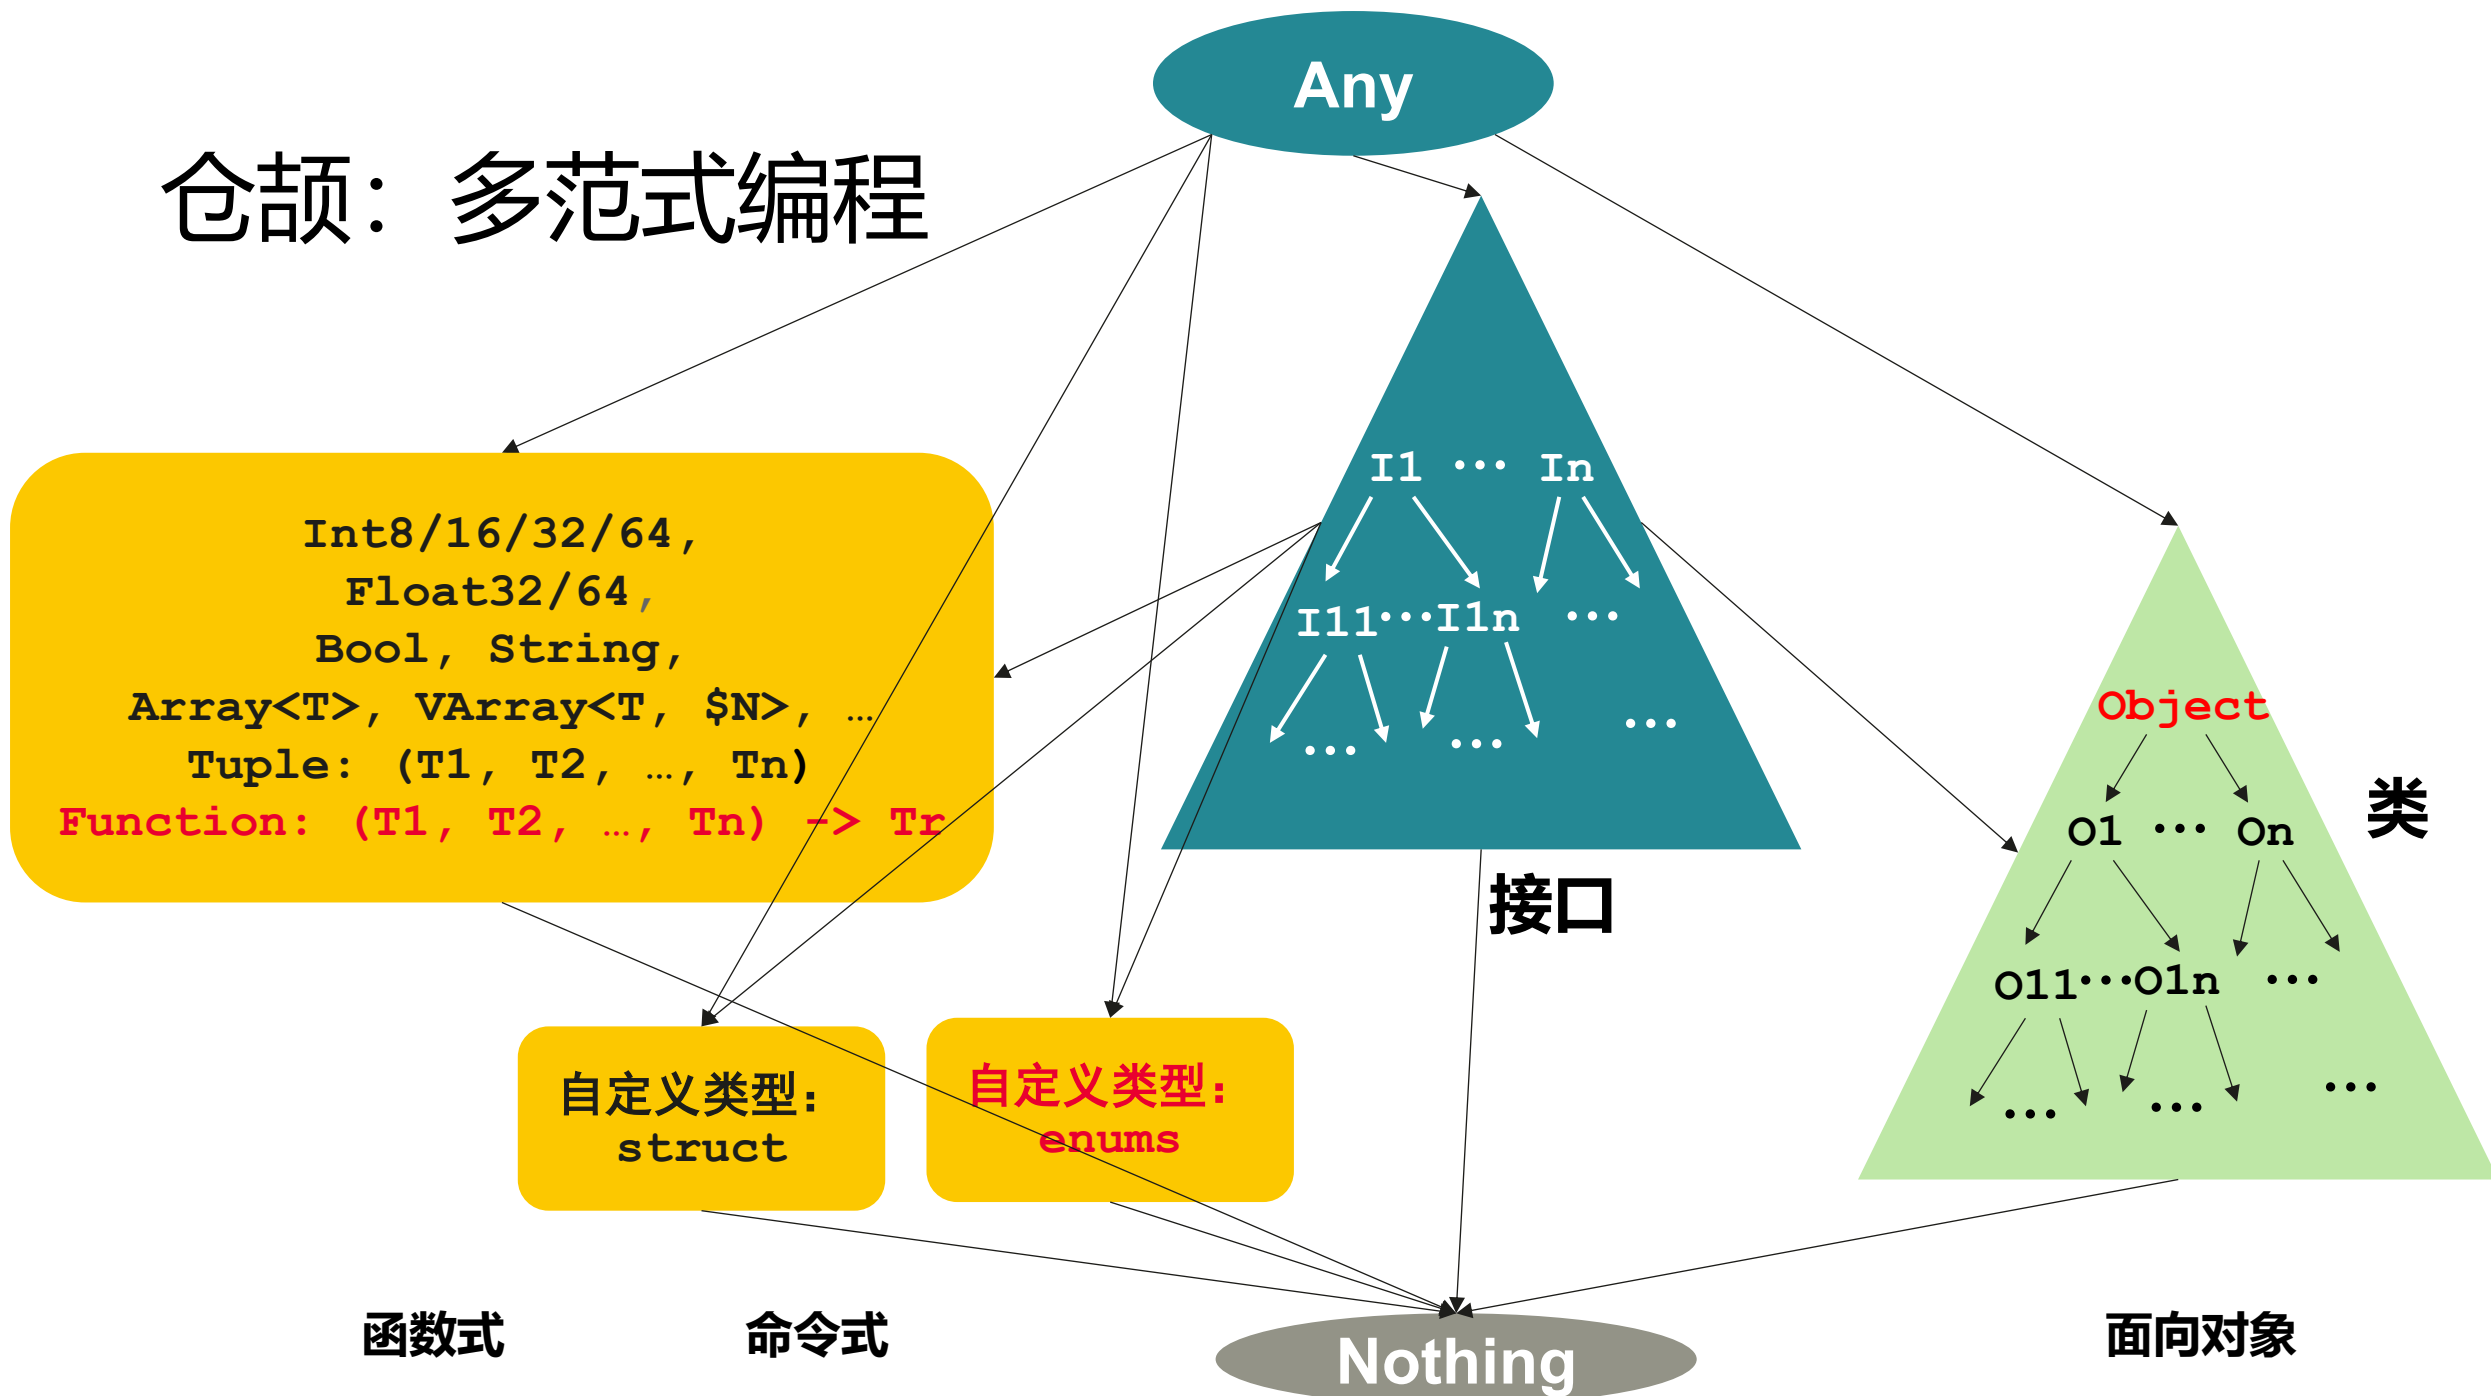 Any
仓颉：多范式编程
I1 … In
Int8/16/32/64,
Float32/64,
Bool, String,
Array<T>, VArray<T, $N>, …
Tuple: (T1, T2, …, Tn)
Function: (T1, T2, …, Tn) -> Tr
I11…I1n …
… … …
接口
Object
类
O1 … On
O11…O1n …
… … …
自定义类型：
struct
自定义类型：
enums
函数式
命令式
Nothing
面向对象